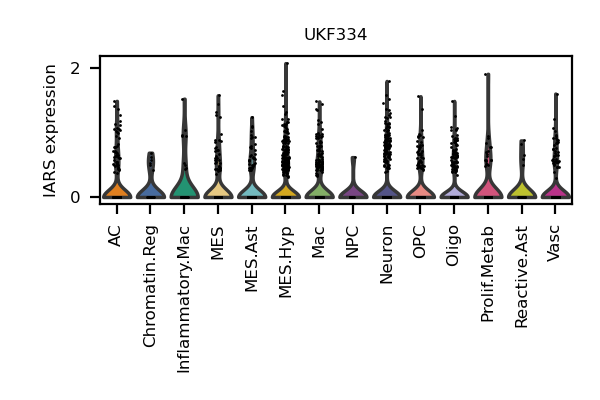 UKF334
IARS expression
2
0
AC
Chromatin.Reg
Inflammatory.Mac
MES
MES.Ast
MES.Hyp
Mac
NPC
Neuron
OPC
Oligo
Prolif.Metab
Reactive.Ast
Vasc